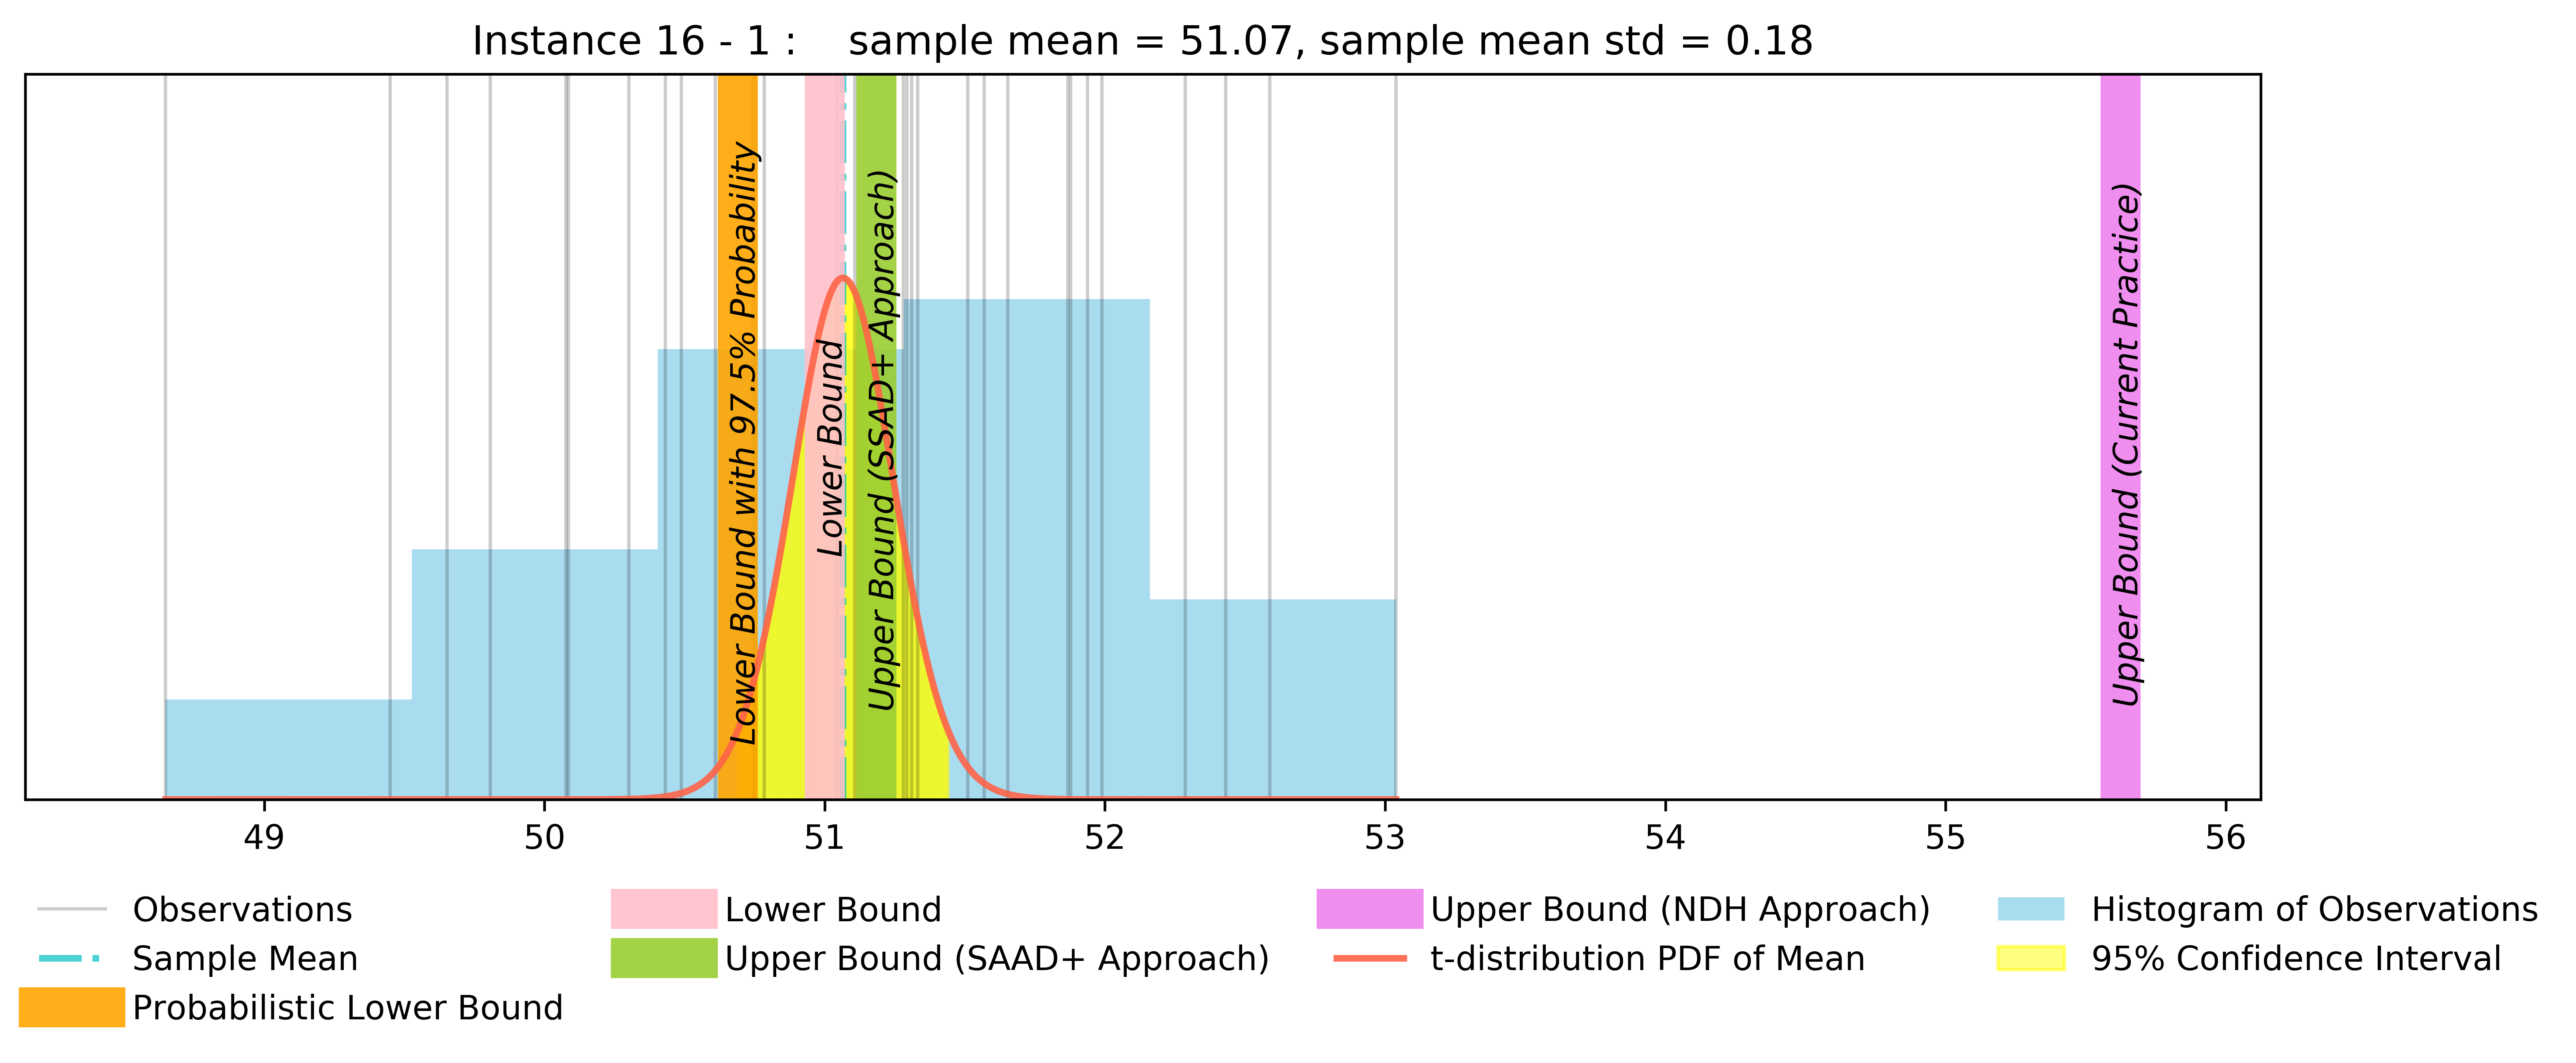 Instance 16 - 1 :    sample mean = 51.07, sample mean std = 0.18
Lower Bound with 97.5% Probability
Lower Bound
Upper Bound (SSAD+ Approach)
Upper Bound (Current Practice)
49 50 51 52 53 54 55 56
Observations
Sample Mean
Probabilistic Lower Bound
Lower Bound
Upper Bound (SAAD+ Approach)
Upper Bound (NDH Approach)
t-distribution PDF of Mean
Histogram of Observations
95% Confidence Interval